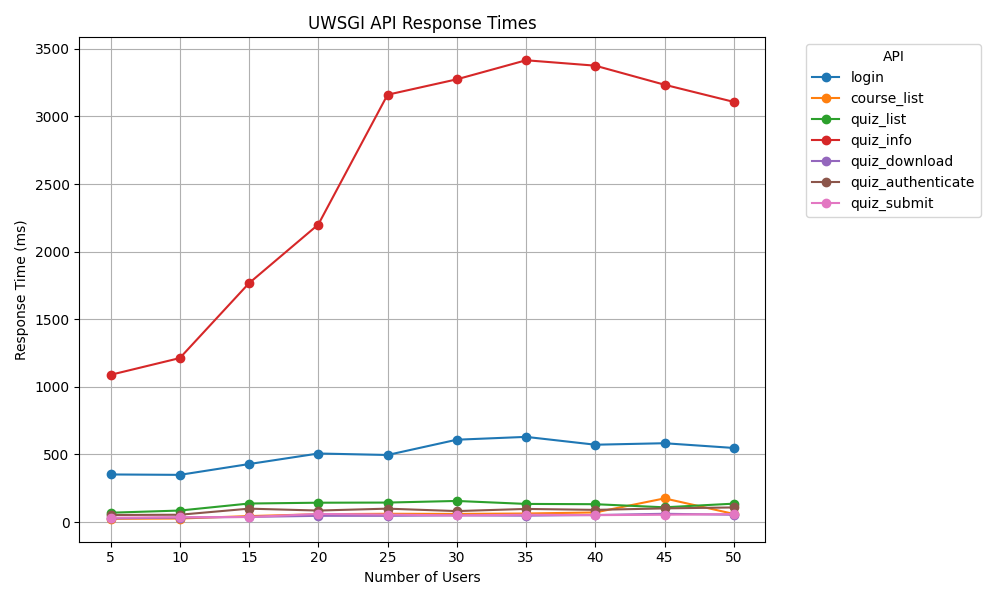 UWSGI API Response Times
Response Time (ms)
3500
3000
2500
2000
1500
1000
500
0
5 10 15 20 25 30 35 40 45 50
Number of Users
API
login
course_list
quiz_list
quiz_info
quiz_download
quiz_authenticate
quiz_submit